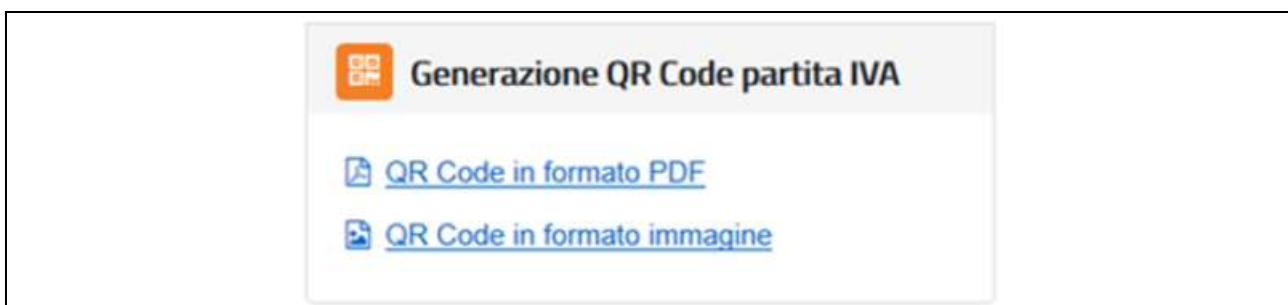 Generazione QR Code partita IVA
QR Code in formato PDF
QR Code in formato immagine